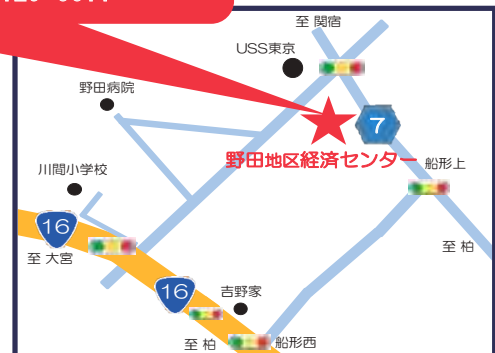 至 関宿
USS東京
野田病院
7
野田地区経済センター
船形上
川間小学校
16
至 大宮
至 柏
16
吉野家
至 柏
船形西